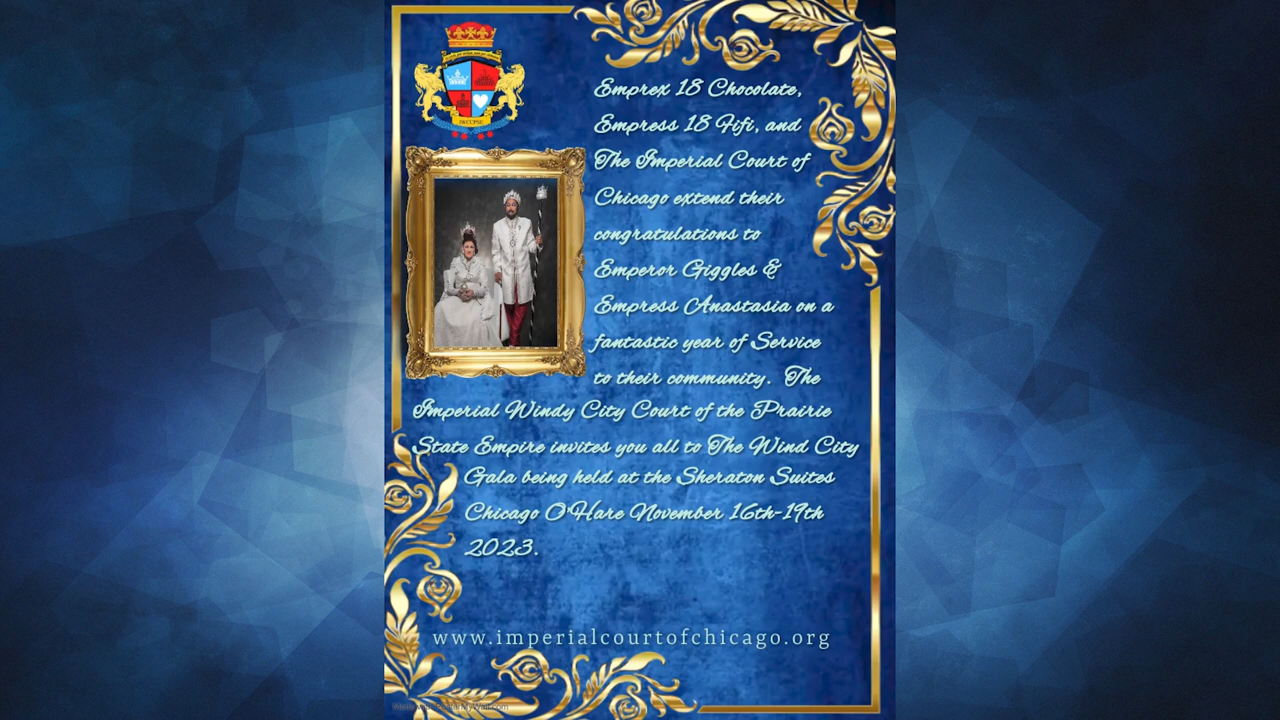 IWCCPSE
Emprex 18 Chocolate,
Empress 18 Fifi, and
The Imperial Court of
Chicago extend their
congratulations to
Emperor Giggles &
Empress Anastasia on a
fantastic year of Service
to their community. The
Imperial Windy City Court of the Prairie
State Empire invites you all to The Wind City
Gala being held at the Sheraton Suites
Chicago O'Hare November 16th-19th
2023.
www.imperialcourtofchicago.org